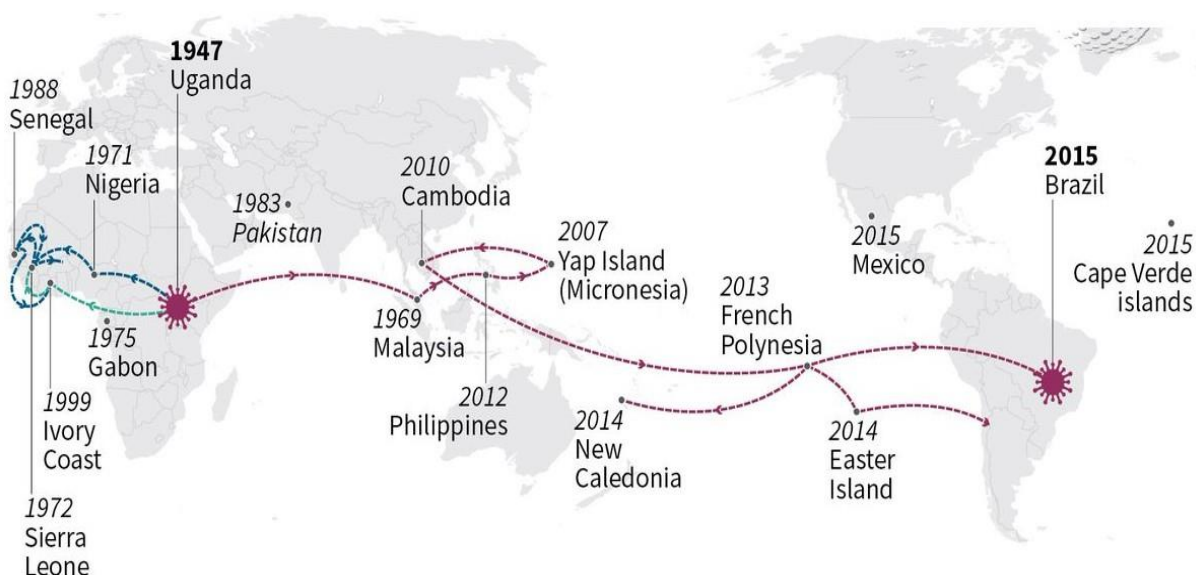 1947
Uganda
1988
Senegal
1971
Nigeria
1983
Pakistan
2010
Cambodia
2007
Yap Island
(Micronesia)
2015
Brazil
2015
Mexico
2015
Cape Verde
islands
2013
French
Polynesia
1969
Malaysia
1975
Gabon
2012
Philippines
1999
Ivory
Coast
2014
New
Caledonia
2014
Easter
Island
1972
Sierra
Leone